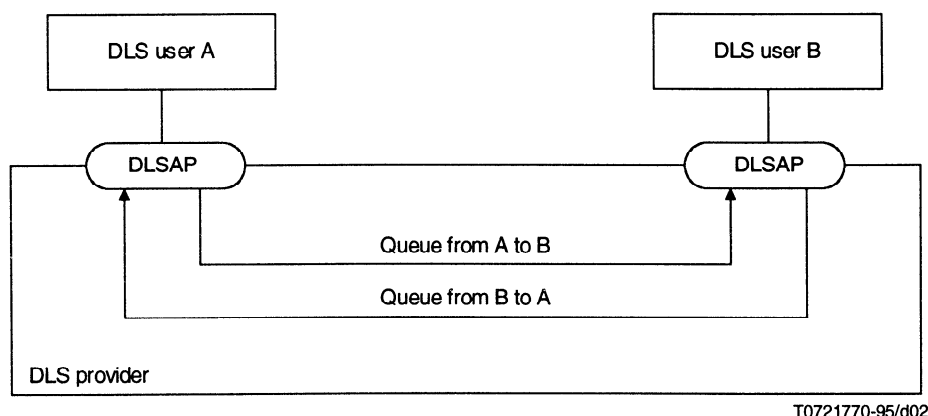 DLS user A
DLS user B
DLSAP
DLSAP
Queue from A to B
Queue from B to A
DLS provider
T0721770-95/d02